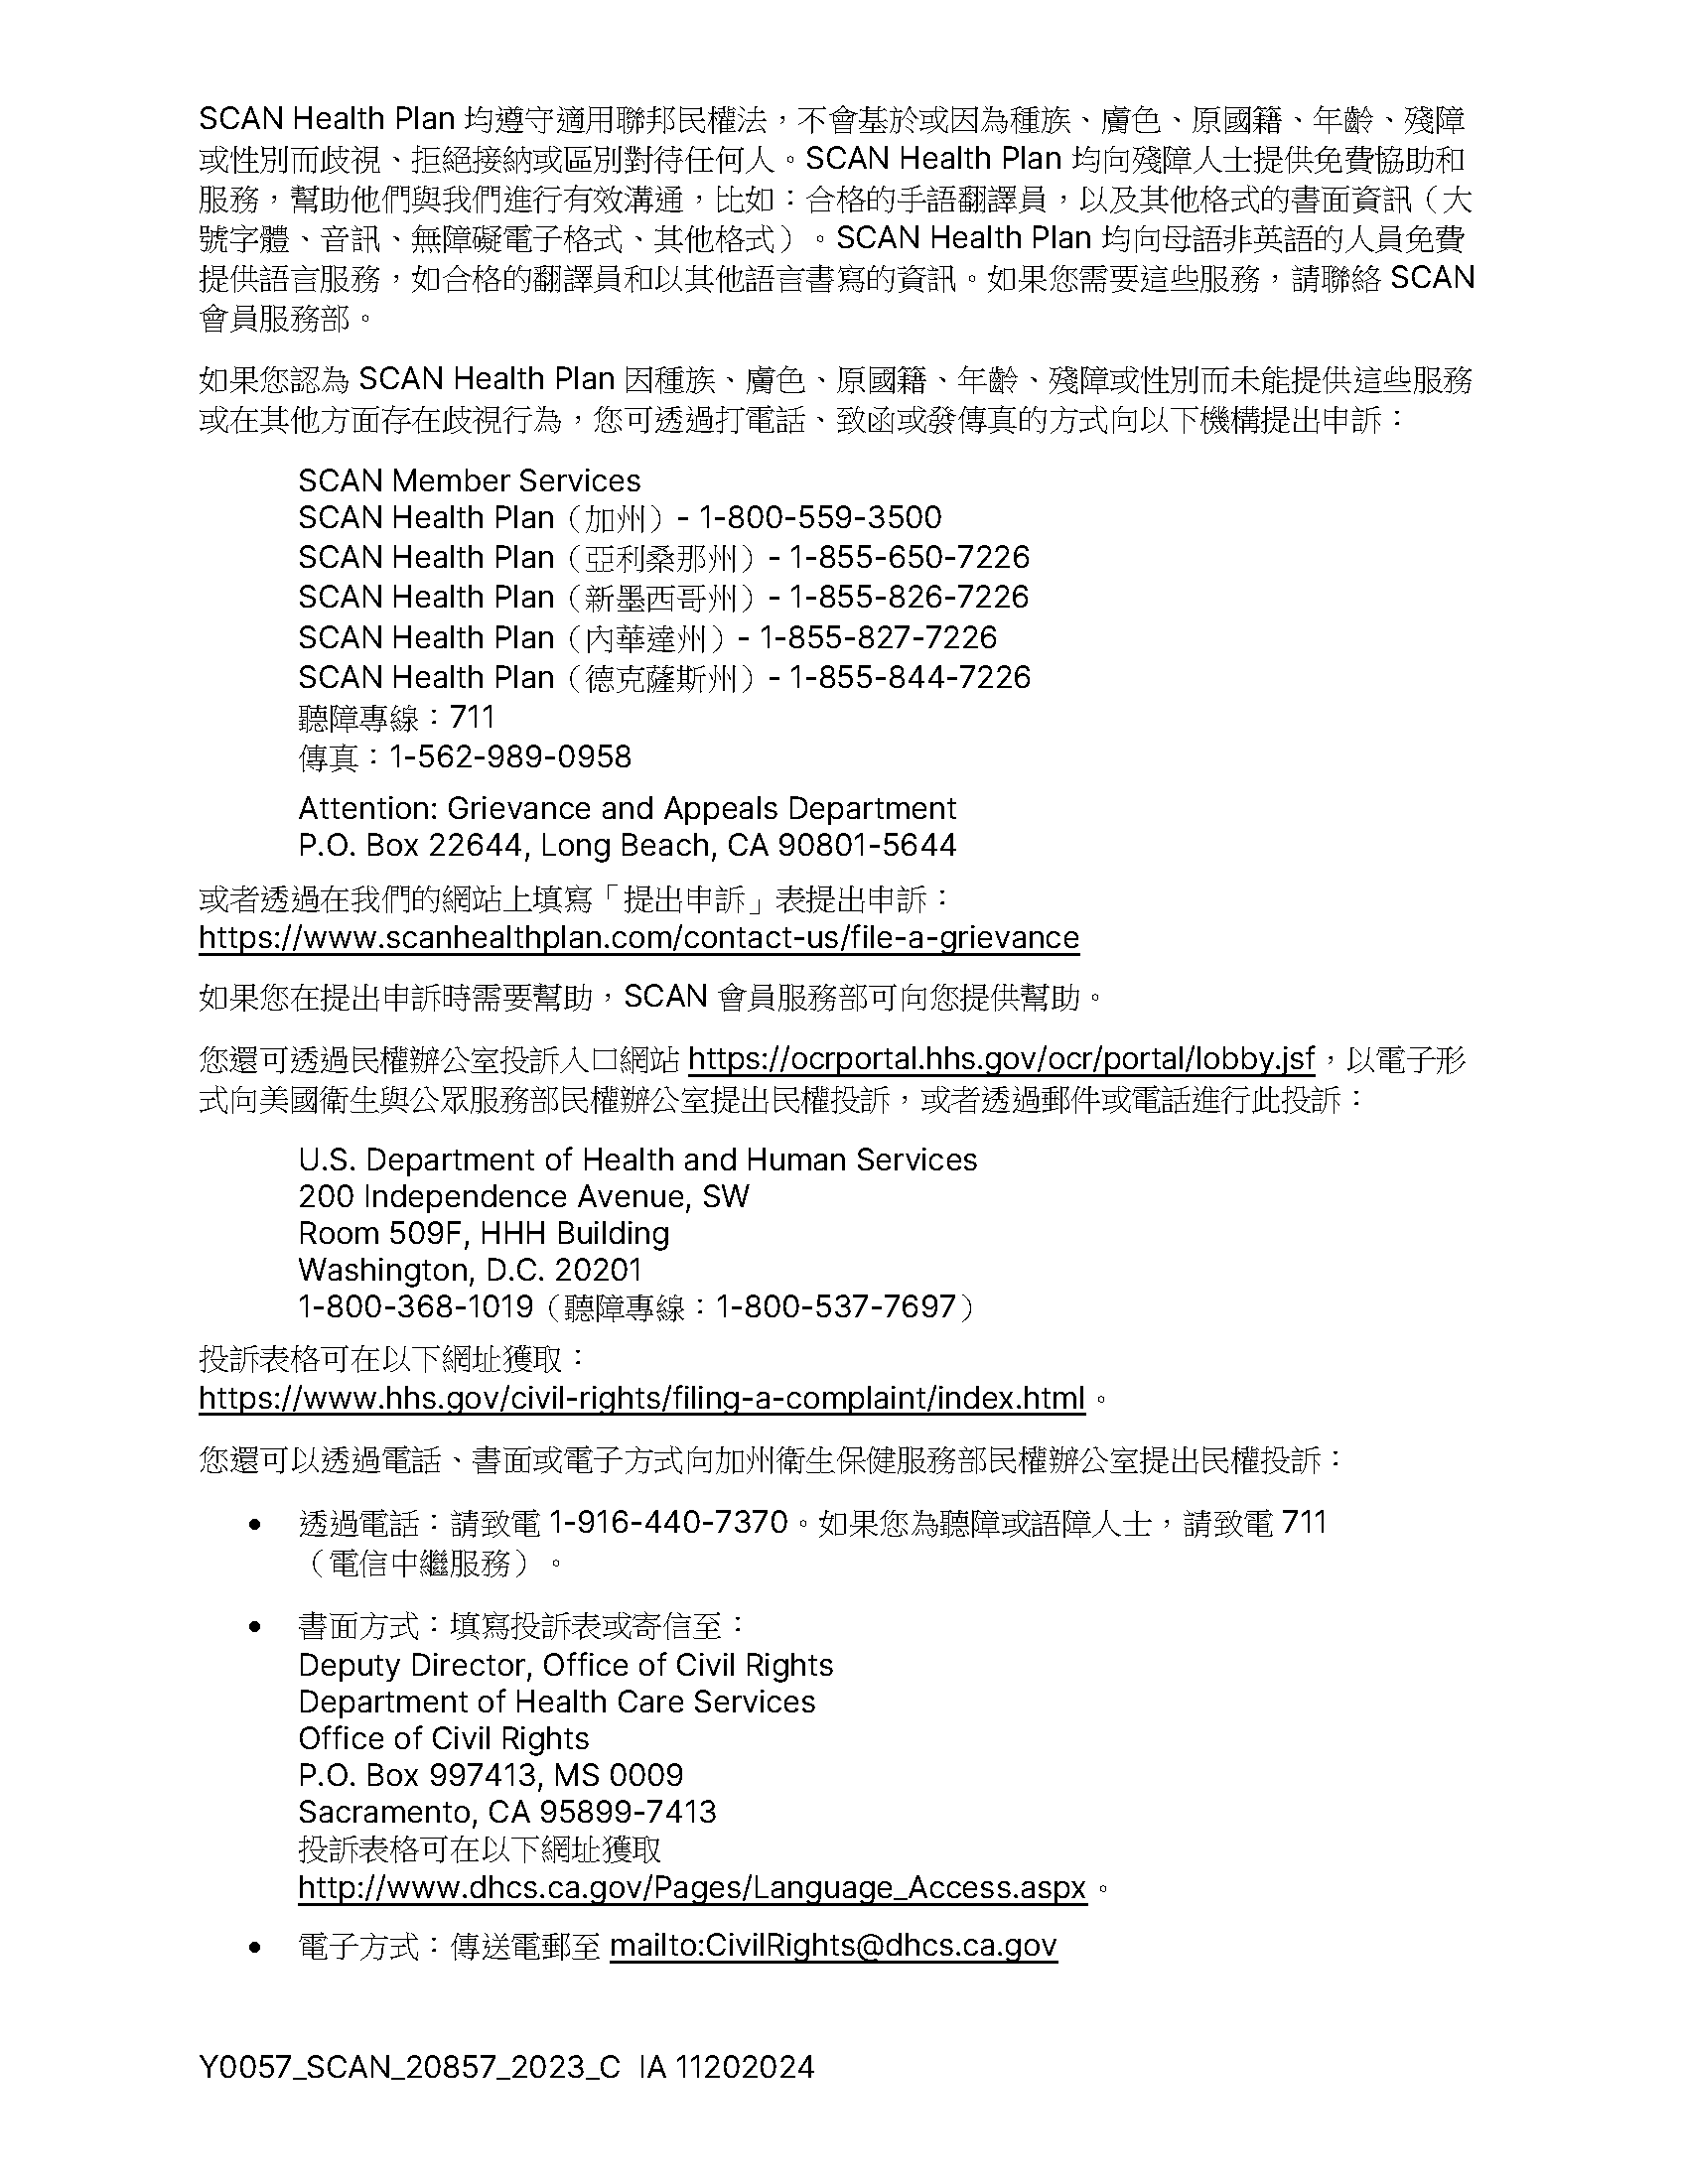 SCAN Health Plan 均遵守適用聯邦民權法，不會基於或因為種族、膚色、原國籍、年齡、殘障
或性別而歧視、拒絕接納或區別對待任何人。SCAN Health Plan 均向殘障人士提供免費協助和
服務，幫助他們與我們進行有效溝通，比如：合格的手語翻譯員，以及其他格式的書面資訊（大
號字體、音訊、無障礙電子格式、其他格式）。SCAN Health Plan 均向母語非英語的人員免費
提供語言服務，如合格的翻譯員和以其他語言書寫的資訊。如果您需要這些服務，請聯絡 SCAN
會員服務部。
如果您認為 SCAN Health Plan 因種族、膚色、原國籍、年齡、殘障或性別而未能提供這些服務
或在其他方面存在歧視行為，您可透過打電話、致函或發傳真的方式向以下機構提出申訴：
SCAN Member Services
SCAN Health Plan（加州）- 1-800-559-3500
SCAN Health Plan（亞利桑那州）- 1-855-650-7226
SCAN Health Plan（新墨西哥州）- 1-855-826-7226
SCAN Health Plan（內華達州）- 1-855-827-7226
SCAN Health Plan（德克薩斯州）- 1-855-844-7226
聽障專線：711
傳真：1-562-989-0958
Attention: Grievance and Appeals Department
P.O. Box 22644, Long Beach, CA 90801-5644
或者透過在我們的網站上填寫「提出申訴」表提出申訴：
https://www.scanhealthplan.com/contact-us/file-a-grievance
如果您在提出申訴時需要幫助，SCAN 會員服務部可向您提供幫助。
您還可透過民權辦公室投訴入口網站 https://ocrportal.hhs.gov/ocr/portal/lobby.jsf，以電子形
式向美國衛生與公眾服務部民權辦公室提出民權投訴，或者透過郵件或電話進行此投訴：
U.S. Department of Health and Human Services
200 Independence Avenue, SW
Room 509F, HHH Building
Washington, D.C. 20201
1-800-368-1019（聽障專線：1-800-537-7697）
投訴表格可在以下網址獲取：
https://www.hhs.gov/civil-rights/filing-a-complaint/index.html。
您還可以透過電話、書面或電子方式向加州衛生保健服務部民權辦公室提出民權投訴：
• 透過電話：請致電 1-916-440-7370。如果您為聽障或語障人士，請致電 711
（電信中繼服務）。
• 書面方式：填寫投訴表或寄信至：
Deputy Director, Office of Civil Rights
Department of Health Care Services
Office of Civil Rights
P.O. Box 997413, MS 0009
Sacramento, CA 95899-7413
投訴表格可在以下網址獲取
http://www.dhcs.ca.gov/Pages/Language_Access.aspx。
• 電子方式：傳送電郵至 mailto:CivilRights@dhcs.ca.gov
Y0057_SCAN_20857_2023_C IA 11202024